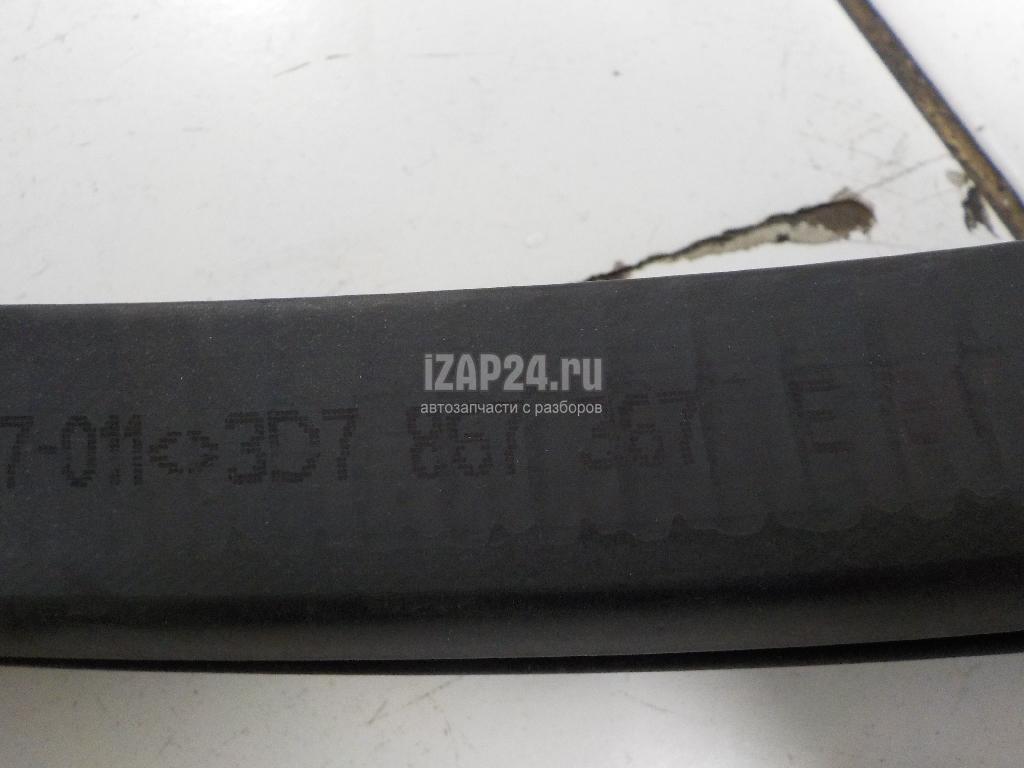 iZAP24.ru
автозапчасти с разборов
7-011<>3D7 867 367 E